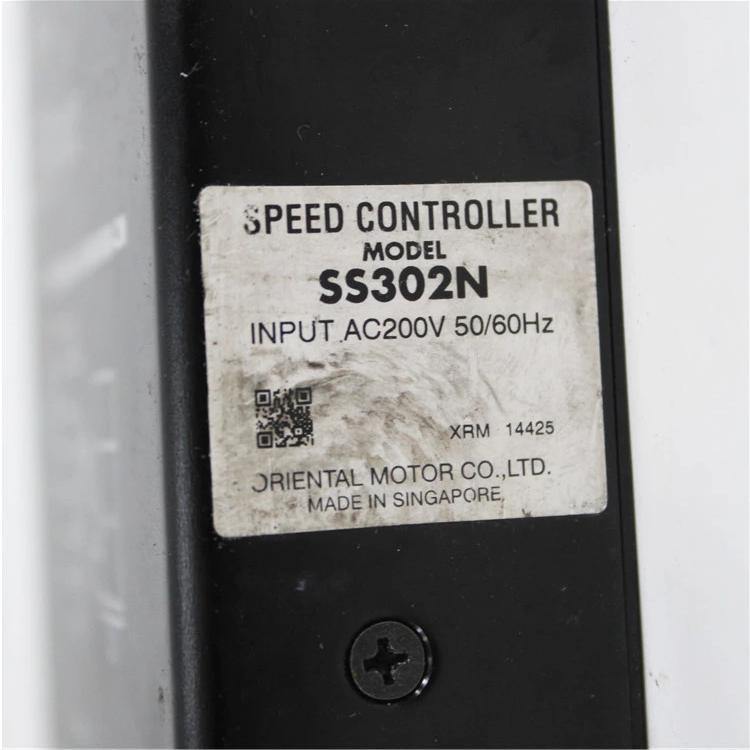 SPEED CONTROLLER
MODEL
SS302N
INPUT AC200V 50/60Hz
XRM 14425
ORIENTAL MOTOR CO.,LTD.
MADE IN SINGAPORE